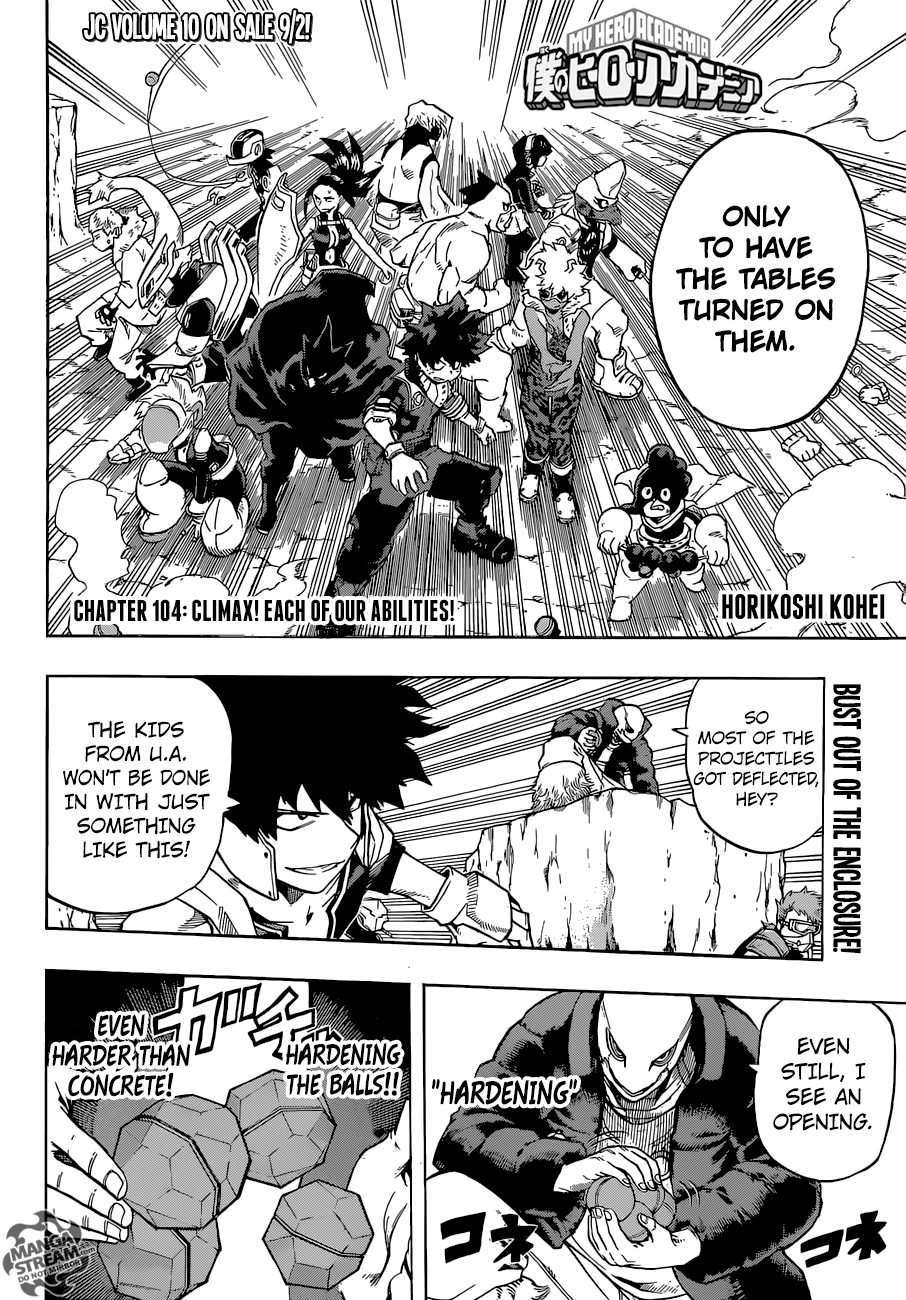 JC VOLUME 10 ON SALE 9/2!
MY HERO ACADEMIA
僕のヒーローアカデミア
ONLY
TO HAVE
THE TABLES
TURNED ON
THEM.
CHAPTER 104: CLIMAX! EACH OF OUR ABILITIES!
HORIKOSHI KOHEI
BUST OUT OF THE ENCLOSURE!
SO
MOST OF THE
PROJECTILES
GOT DEFLECTED,
HEY?
THE KIDS
FROM U.A.
WON'T BE DONE
IN WITH JUST
SOMETHING
LIKE THIS!
EVEN
STILL, I
SEE AN
OPENING.
"HARDENING"
コネ
コネ
ガチッ
HARDENING
THE BALLS!!
EVEN
HARDER THAN
CONCRETE!
MANGA
STREAM.com
DO NOT MIRROR!